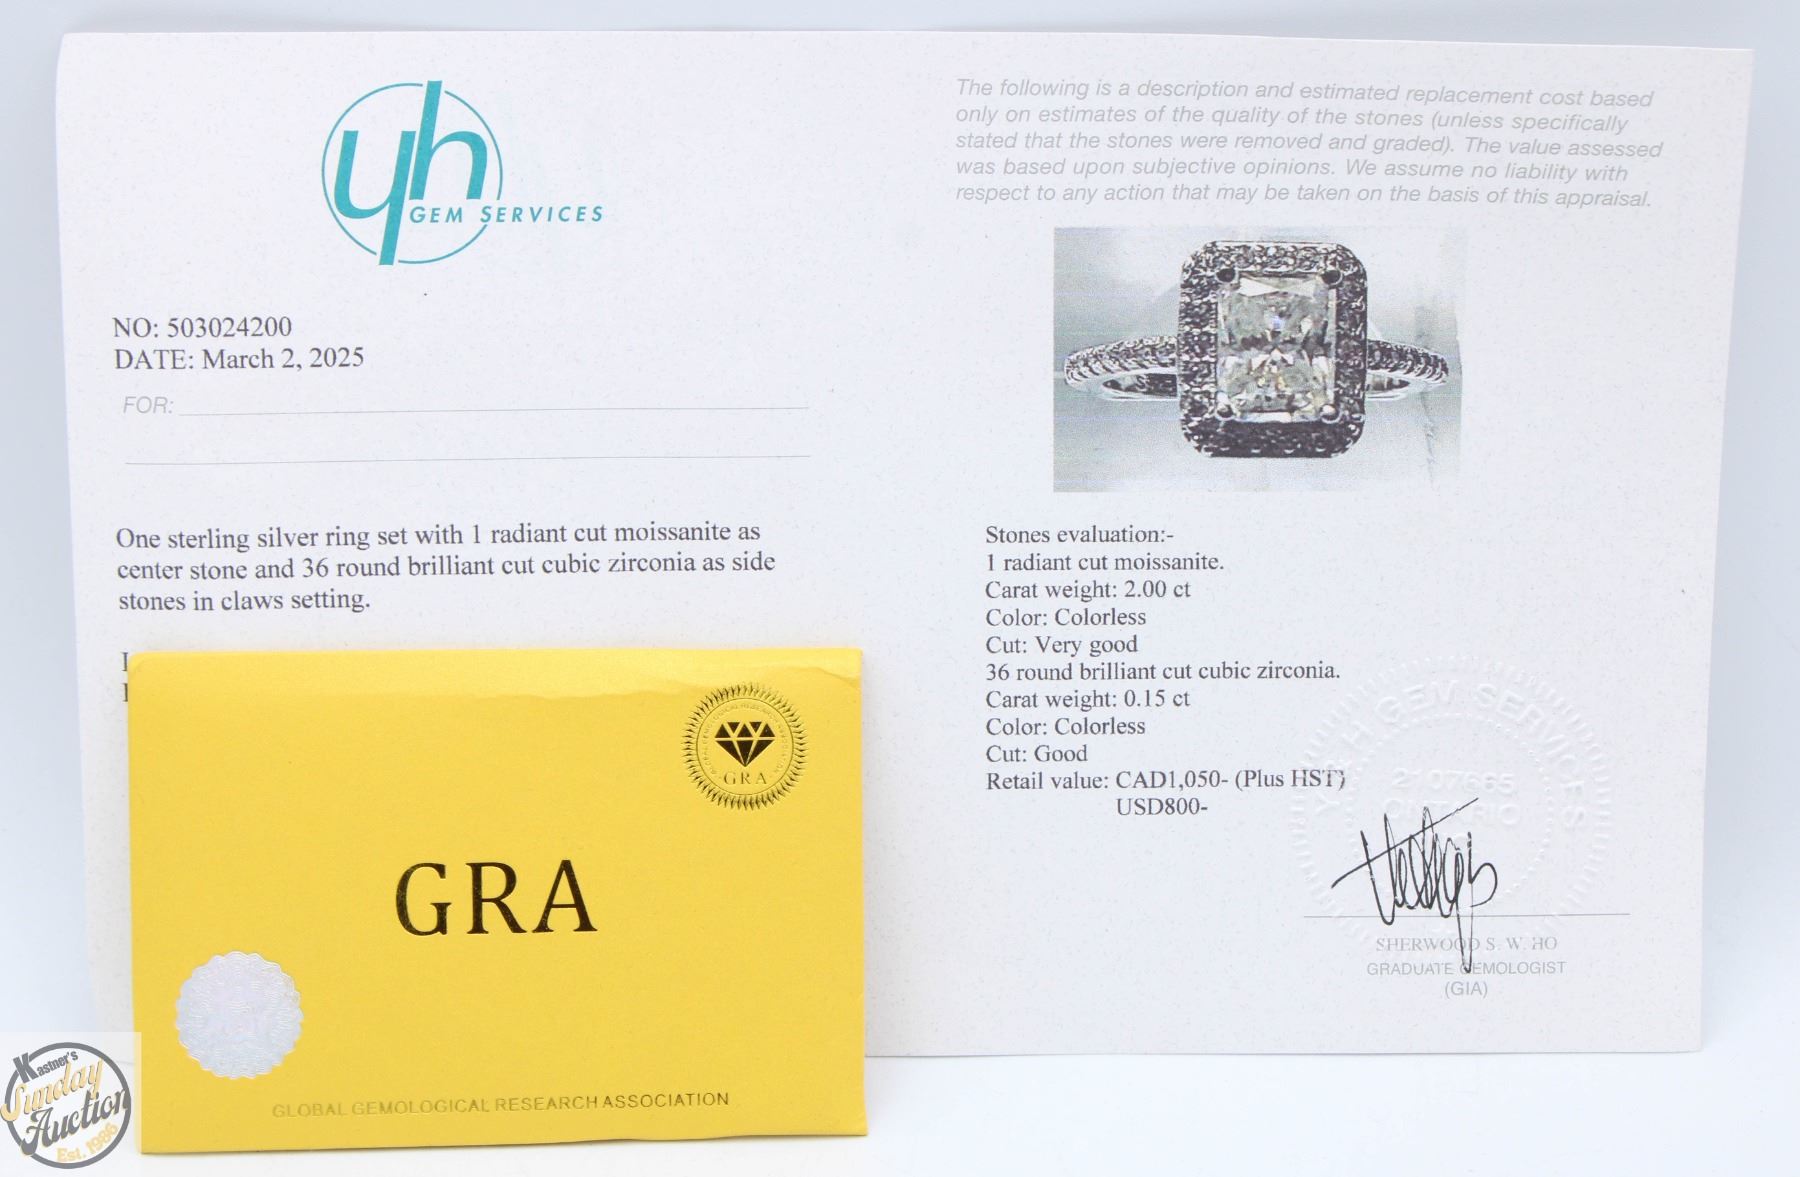 yh
GEM SERVICES
NO: 503024200
DATE: March 2, 2025
FOR:
One sterling silver ring set with 1 radiant cut moissanite as
center stone and 36 round brilliant cut cubic zirconia as side
stones in claws setting.
The following is a description and estimated replacement cost based
only on estimates of the quality of the stones (unless specifically
stated that the stones were removed and graded). The value assessed
was based upon subjective opinions. We assume no liability with
respect to any action that may be taken on the basis of this appraisal.
Stones evaluation:-
1 radiant cut moissanite.
Carat weight: 2.00 ct
Color: Colorless
Cut: Very good
36 round brilliant cut cubic zirconia.
Carat weight: 0.15 ct
Color: Colorless
Cut: Good
Retail value: CAD1,050- (Plus HST)
USD800-
GEM SERVICES
2107665
ONTARIO
SHERWOOD S. W. HO
GRADUATE GEMOLOGIST
(GIA)
GRA
GRA
GLOBAL GEMOLOGICAL RESEARCH ASSOCIATION
Kastner's
Sunday
Auction
Est. 1986